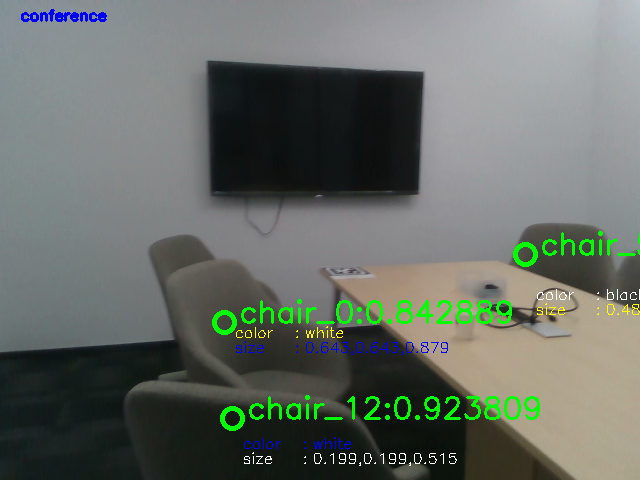 conference
chair_
color : black
size : 0.48
chair_0:0.842889
color : white
size : 0.643,0.613,0.879
chair_12:0.923809
color : white
size : 0.199,0.199,0.515